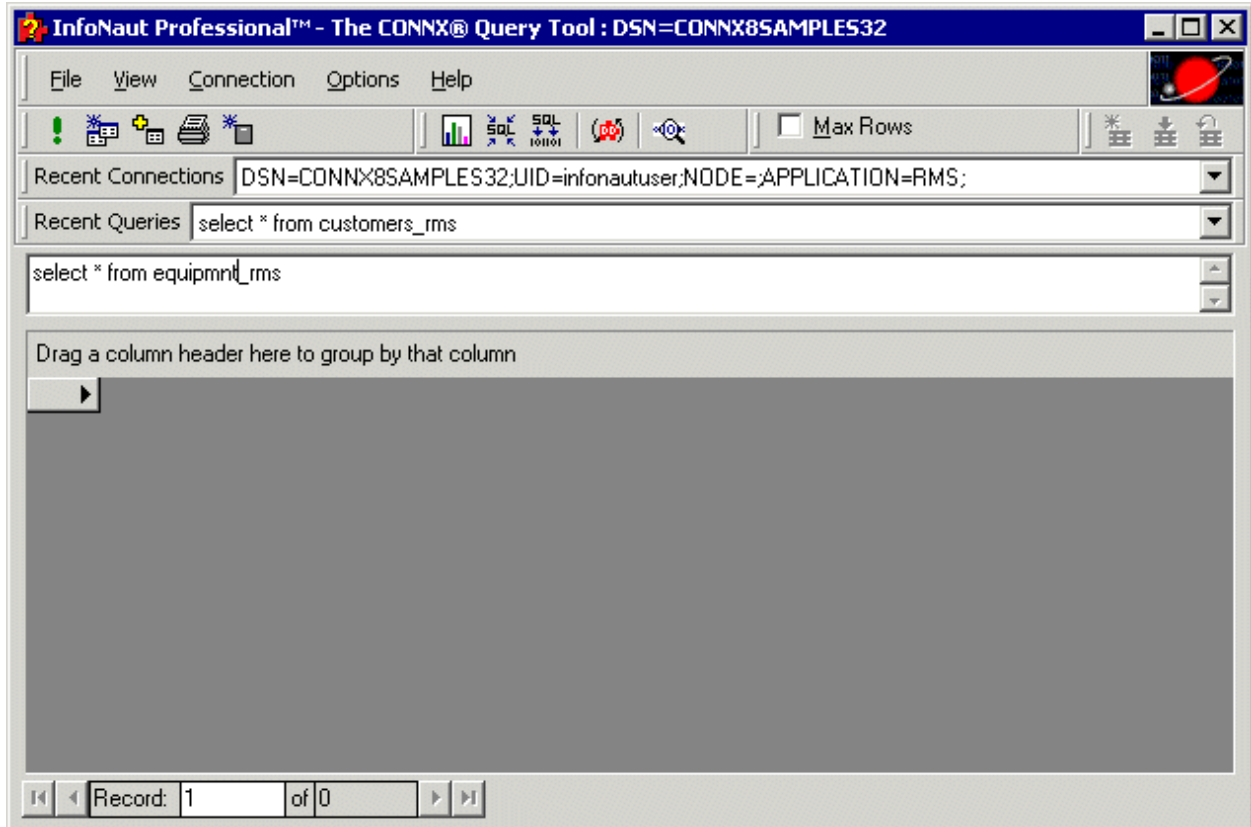 InfoNaut Professional™ - The CONNX® Query Tool : DSN=CONNX8SAMPLES32
File View Connection Options Help
SQL SQL Max Rows
Recent Connections DSN=CONNX8SAMPLES32;UID=infonautuser;NODE=;APPLICATION=RMS;
Recent Queries select * from customers_rms
select * from equipmnt_rms
Drag a column header here to group by that column
Record: 1 of 0